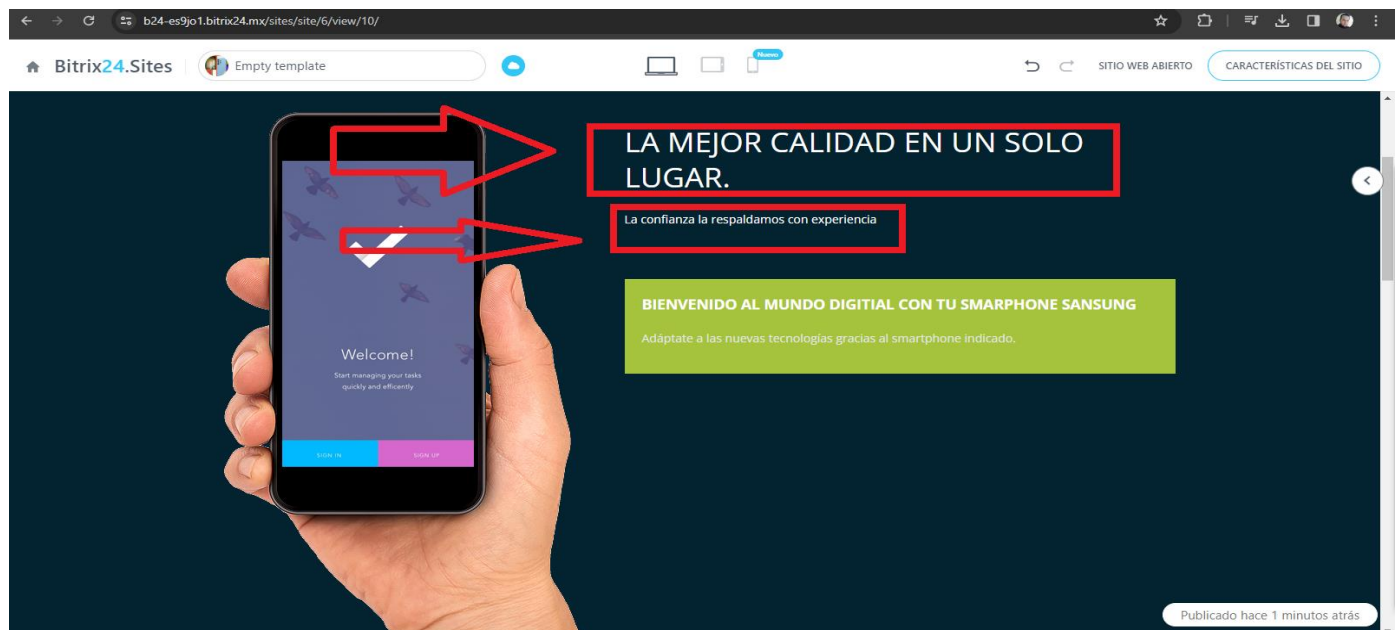 b24-es9jo1.bitrix24.mx/sites/site/6/view/10/
Bitrix24.Sites
Empty template
Nuevo
SITIO WEB ABIERTO
CARACTERÍSTICAS DEL SITIO
LA MEJOR CALIDAD EN UN SOLO
LUGAR.
La confianza la respaldamos con experiencia
BIENVENIDO AL MUNDO DIGITIAL CON TU SMARPHONE SANSUNG
Adáptate a las nuevas tecnologías gracias al smartphone indicado.
Welcome!
Start managing your tasks
quickly and efficently
SIGN IN
SIGN UP
Publicado hace 1 minutos atrás